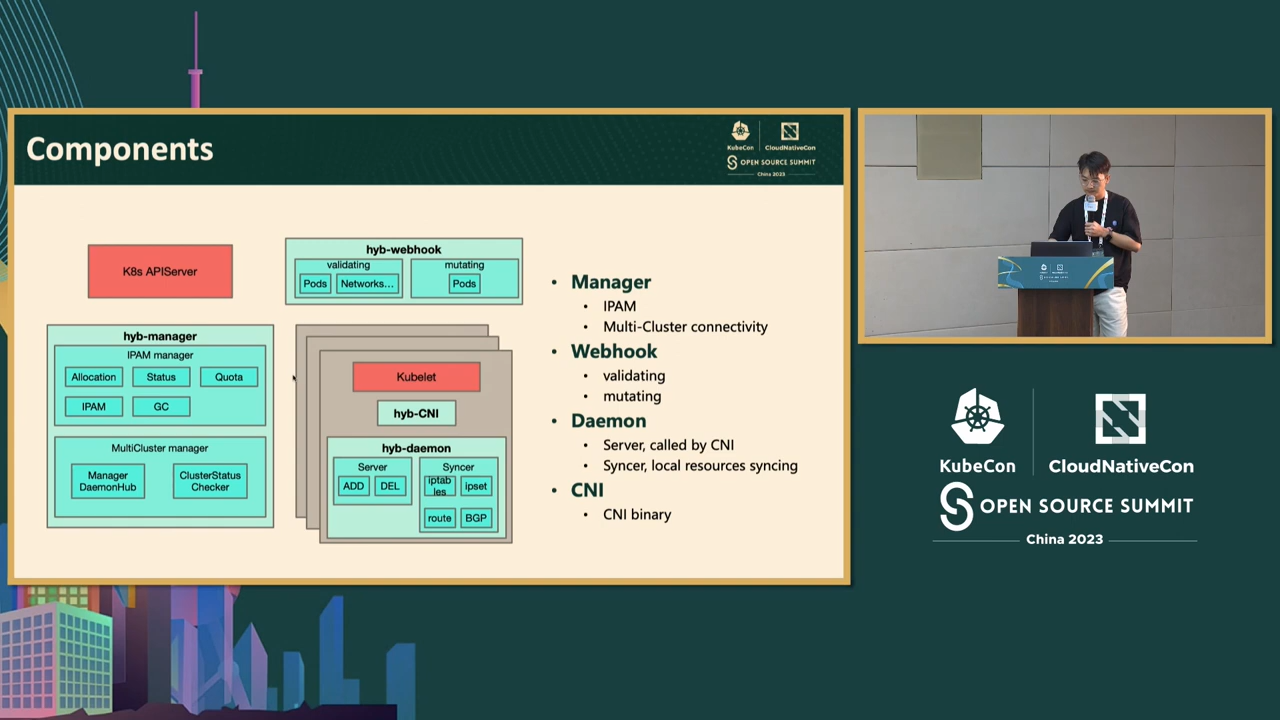 Components
KubeCon
CloudNativeCon
OPEN SOURCE SUMMIT
China 2023
K8s APIServer
hyb-webhook
validating
Pods
Networks...
mutating
Pods
hyb-manager
IPAM manager
Allocation
Status
Quota
IPAM
GC
MultiCluster manager
Manager
DaemonHub
ClusterStatus
Checker
Kubelet
hyb-CNI
hyb-daemon
Server
ADD
DEL
Syncer
iptab
les
ipset
route
BGP
• Manager
• IPAM
• Multi-Cluster connectivity
• Webhook
• validating
• mutating
• Daemon
• Server, called by CNI
• Syncer, local resources syncing
• CNI
• CNI binary
KubeCon
CloudNativeCon
OPEN SOURCE SUMMIT
China 2023